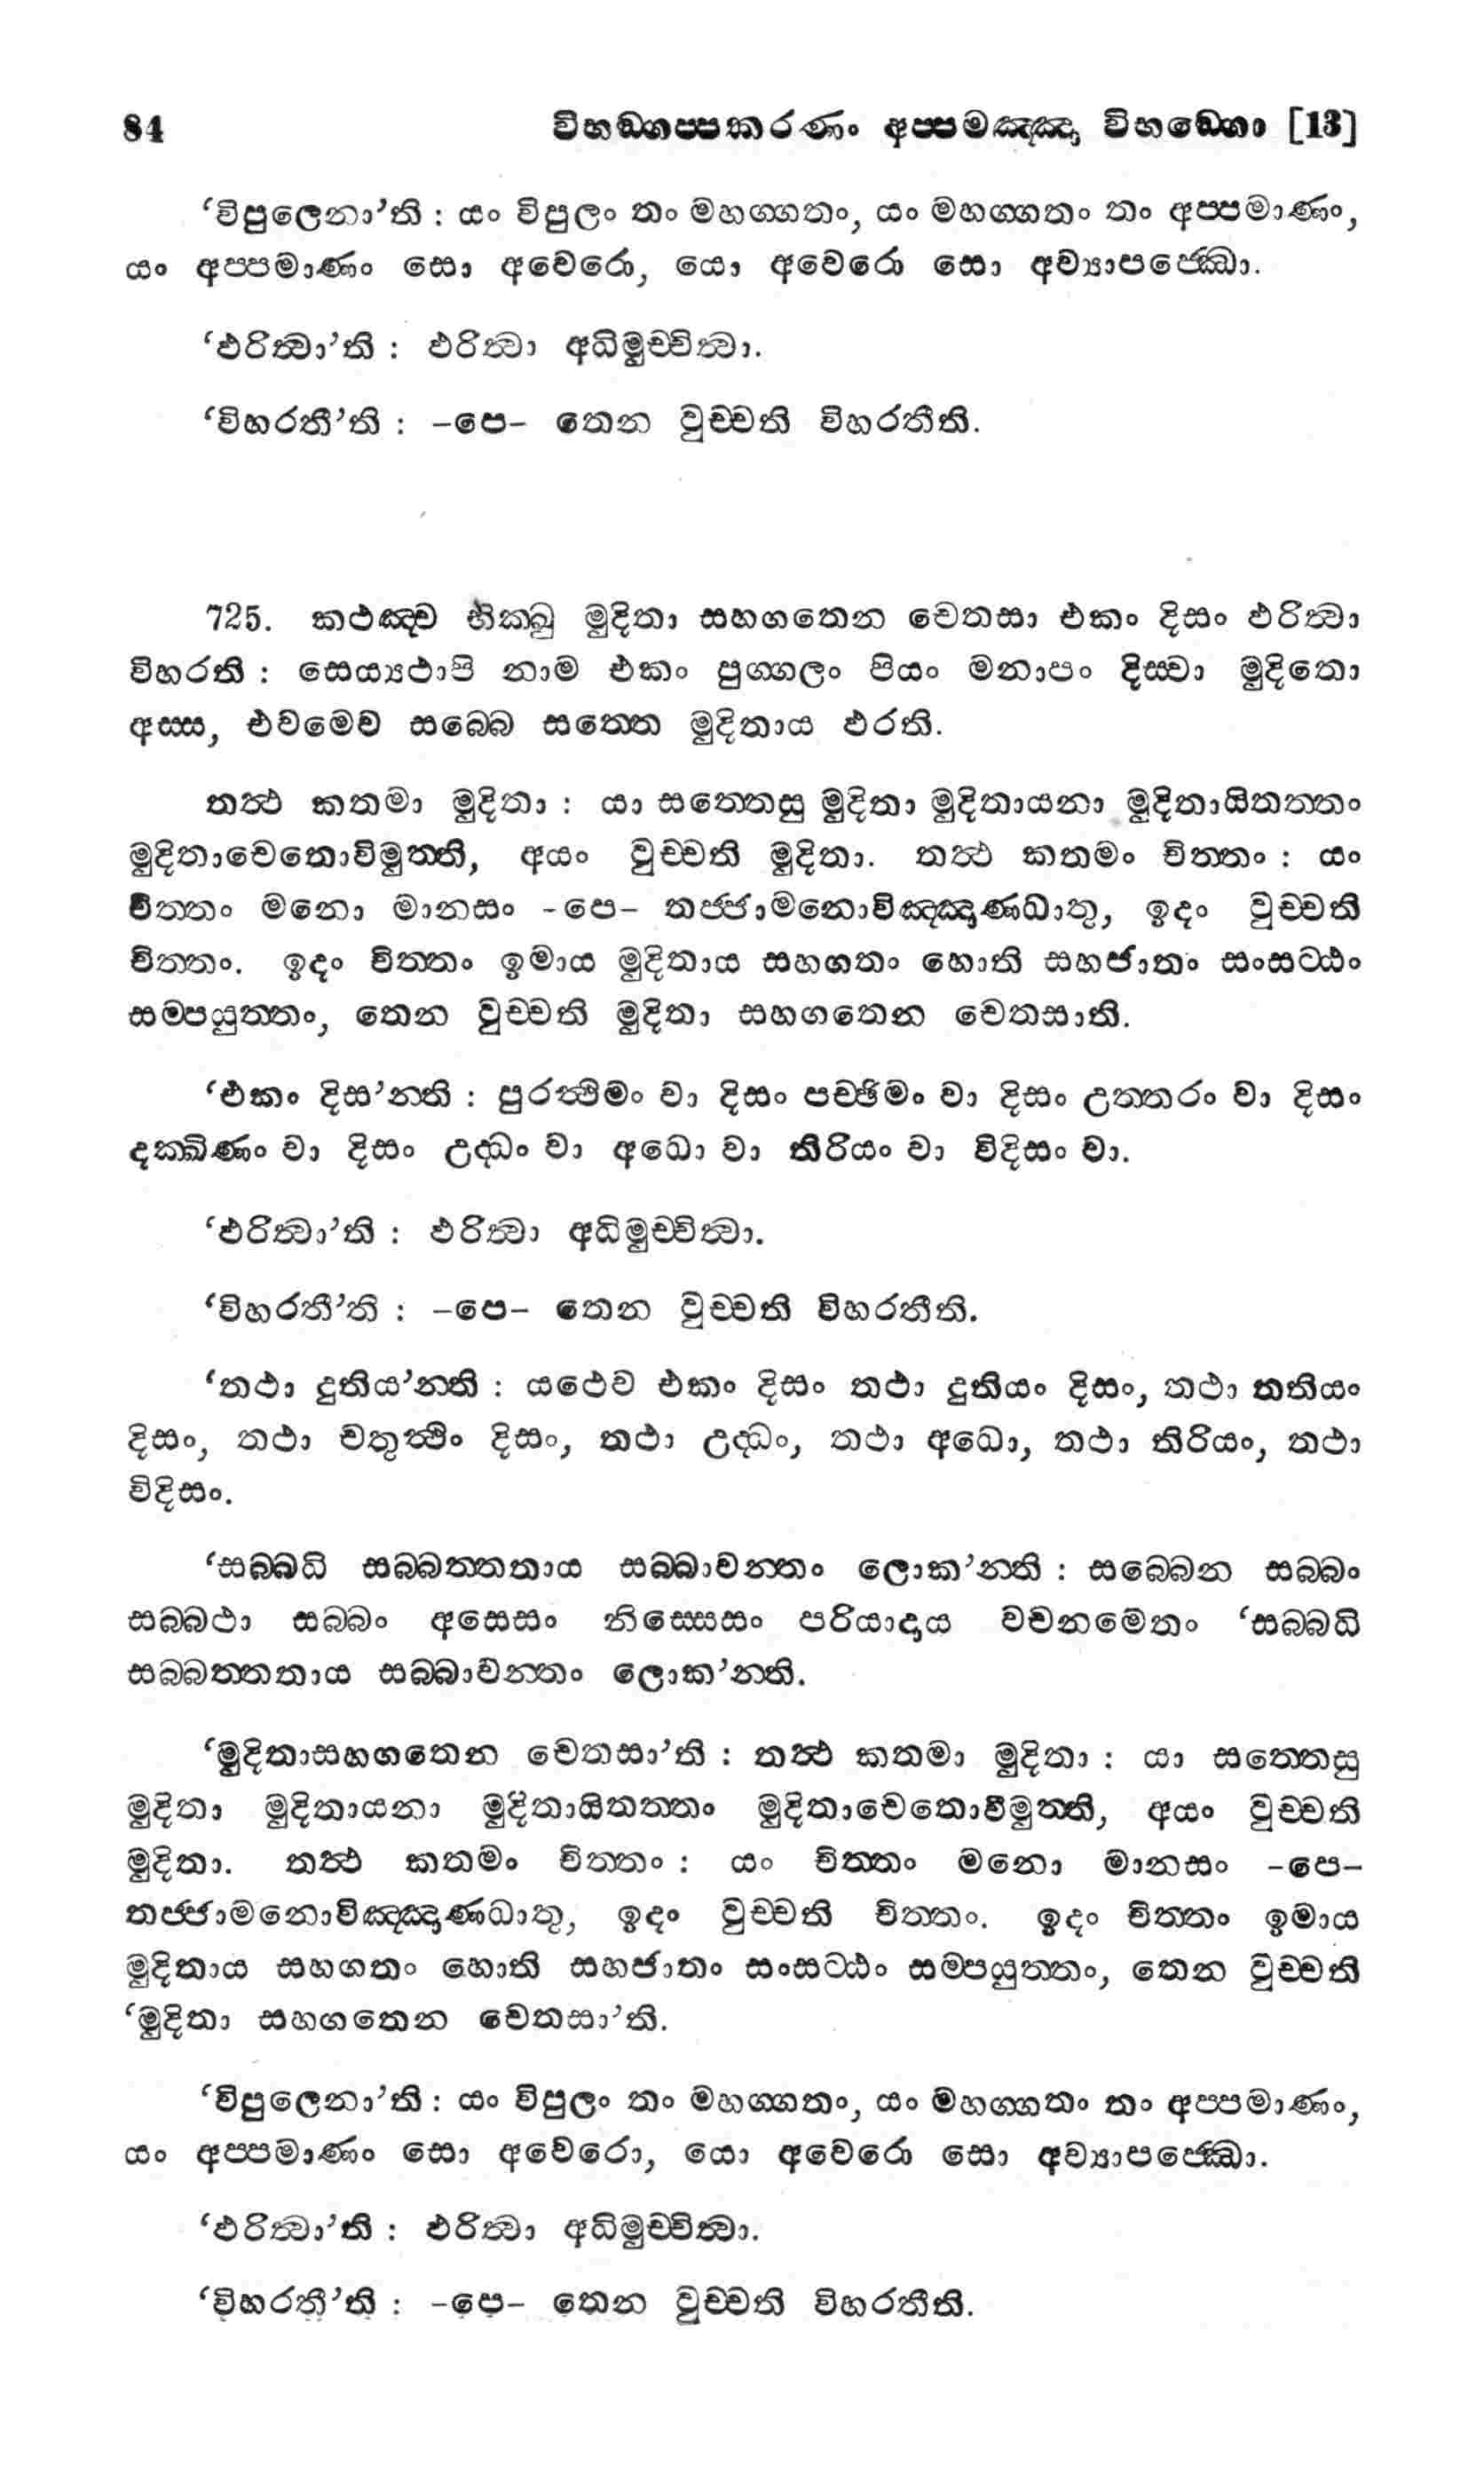 84 විභඞ්ගප්පකරණං අප්පමඤ්ඤා විභඞ්ගො [13]
‘විපුලෙනා’ති : යං විපුලං තං මහග්ගතං, යං මහග්ගතං තං අප්පමාණං,
යං අප්පමාණං සො අවෙරො, යො අවෙරො සො අව්‍යාපජ්ඣො.
‘ඵරිත්වා’ති : ඵරිත්වා අධිමුච්චිත්වා.
‘විහරතී’ති : –පෙ– තෙන වුච්චති විහරතීති.
725. කථඤ්ච භික්ඛු මුදිතා සහගතෙන චෙතසා එකං දිසං ඵරිත්වා
විහරති : සෙය්‍යථාපි නාම එකං පුග්ගලං පියං මනාපං දිස්වා මුදිතො
අස්ස, එවමෙව සබ්බෙ සත්තෙ මුදිතාය ඵරති.
තත්ථ කතමා මුදිතා : යා සත්තෙසු මුදිතා මුදිතායනා මුදිතායිතත්තං
මුදිතාචෙතොවිමුත්ති, අයං වුච්චති මුදිතා. තත්ථ කතමං චිත්තං : යං
චිත්තං මනො මානසං -පෙ– තජ්ජාමනොවිඤ්ඤාණධාතු, ඉදං වුච්චති
චිත්තං. ඉදං චිත්තං ඉමාය මුදිතාය සහගතං හොති සහජාතං සංසට්ඨං
සම්පයුත්තං, තෙන වුච්චති මුදිතා සහගතෙන චෙතසාති.
‘එකං දිස’න්ති : පුරත්ථිමං වා දිසං පච්ඡිමං වා දිසං උත්තරං වා දිසං
දක්ඛිණං වා දිසං උද්ධං වා අධො වා තිරියං වා විදිසං වා.
‘ඵරිත්වා’ති : ඵරිත්වා අධිමුච්චිත්වා.
‘විහරතී’ති : –පෙ– තෙන වුච්චති විහරතීති.
‘තථා දුතිය’න්ති : යථෙව එකං දිසං තථා දුතියං දිසං, තථා තතියං
දිසං, තථා චතුත්ථිං දිසං, තථා උද්ධං, තථා අධො, තථා තිරියං, තථා
විදිසං.
‘සබ්බධි සබ්බත්තතාය සබ්බාවන්තං ලොක’න්ති : සබ්බෙන සබ්බං
සබ්බථා සබ්බං අසෙසං නිස්සෙසං පරියාදාය වචනමෙතං ‘සබ්බධි
සබ්බත්තතාය සබ්බාවන්තං ලොක’න්ති.
‘මුදිතාසහගතෙන චෙතසා’ති : තත්ථ කතමා මුදිතා : යා සත්තෙසු
මුදිතා මුදිතායනා මුදිතායිතත්තං මුදිතාචෙතොවිමුත්ති, අයං වුච්චති
මුදිතා. තත්ථ කතමං චිත්තං : යං චිත්තං මනො මානසං -පෙ–
තජ්ජාමනොවිඤ්ඤාණධාතු, ඉදං වුච්චති චිත්තං. ඉදං චිත්තං ඉමාය
මුදිතාය සහගතං හොති සහජාතං සංසට්ඨං සම්පයුත්තං, තෙන වුච්චති
‘මුදිතා සහගතෙන චෙතසා’ති.
‘විපුලෙනා’ති : යං විපුලං තං මහග්ගතං, යං මහග්ගතං තං අප්පමාණං,
යං අප්පමාණං සො අවෙරො, යො අවෙරො සො අව්‍යාපජ්ඣො.
‘ඵරිත්වා’ති : ඵරිත්වා අධිමුච්චිත්වා.
‘විහරතී’ති : –පෙ– තෙන වුච්චති විහරතීති.